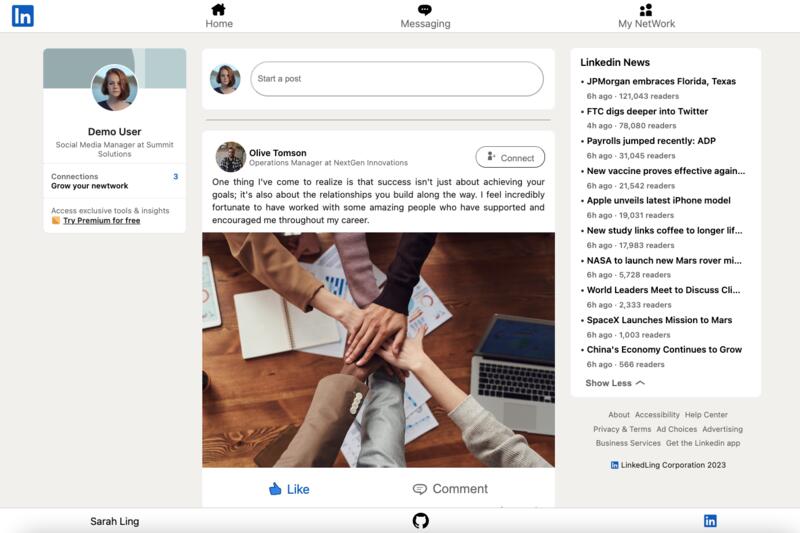 in
Home
Messaging
My NetWork
Demo User
Social Media Manager at Summit
Solutions
Connections 3
Grow your newtwork
Access exclusive tools & insights
Try Premium for free
Start a post
Olive Tomson
Operations Manager at NextGen Innovations
Connect
One thing I've come to realize is that success isn't just about achieving your
goals; it's also about the relationships you build along the way. I feel incredibly
fortunate to have worked with some amazing people who have supported and
encouraged me throughout my career.
Like
Comment
Linkedin News
• JPMorgan embraces Florida, Texas
6h ago · 121,043 readers
• FTC digs deeper into Twitter
4h ago · 78,080 readers
• Payrolls jumped recently: ADP
6h ago · 31,045 readers
• New vaccine proves effective again...
6h ago · 21,542 readers
• Apple unveils latest iPhone model
6h ago · 19,031 readers
• New study links coffee to longer lif...
6h ago · 17,983 readers
• NASA to launch new Mars rover mi...
6h ago · 5,728 readers
• World Leaders Meet to Discuss Cli...
6h ago · 2,333 readers
• SpaceX Launches Mission to Mars
6h ago · 1,003 readers
• China's Economy Continues to Grow
6h ago · 566 readers
Show Less
About Accessibility Help Center
Privacy & Terms Ad Choices Advertising
Business Services Get the Linkedin app
in LinkedLing Corporation 2023
Sarah Ling
in